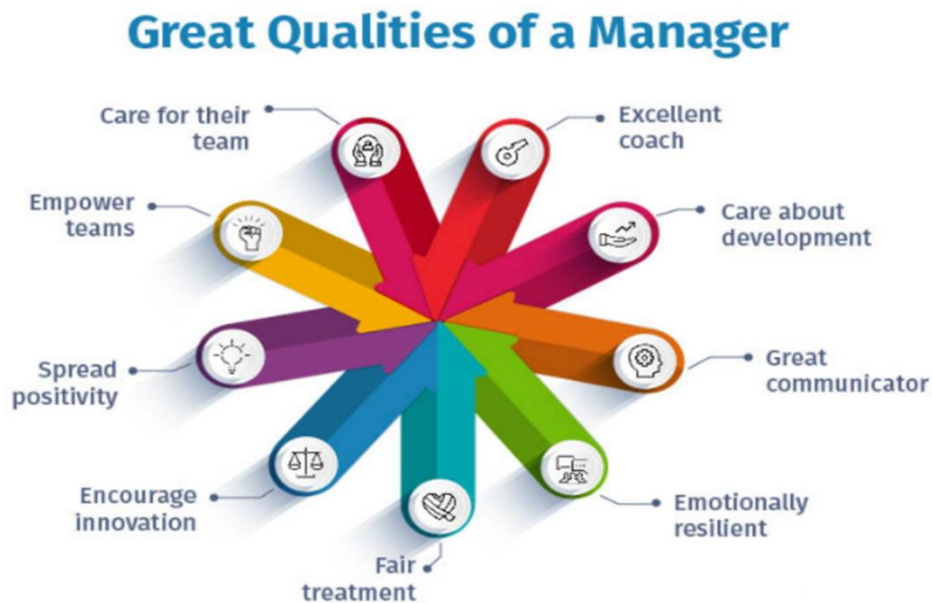 Great Qualities of a Manager
Care for their
team
Excellent
coach
Empower
teams
Care about
development
Spread
positivity
Great
communicator
Encourage
innovation
Emotionally
resilient
Fair
treatment